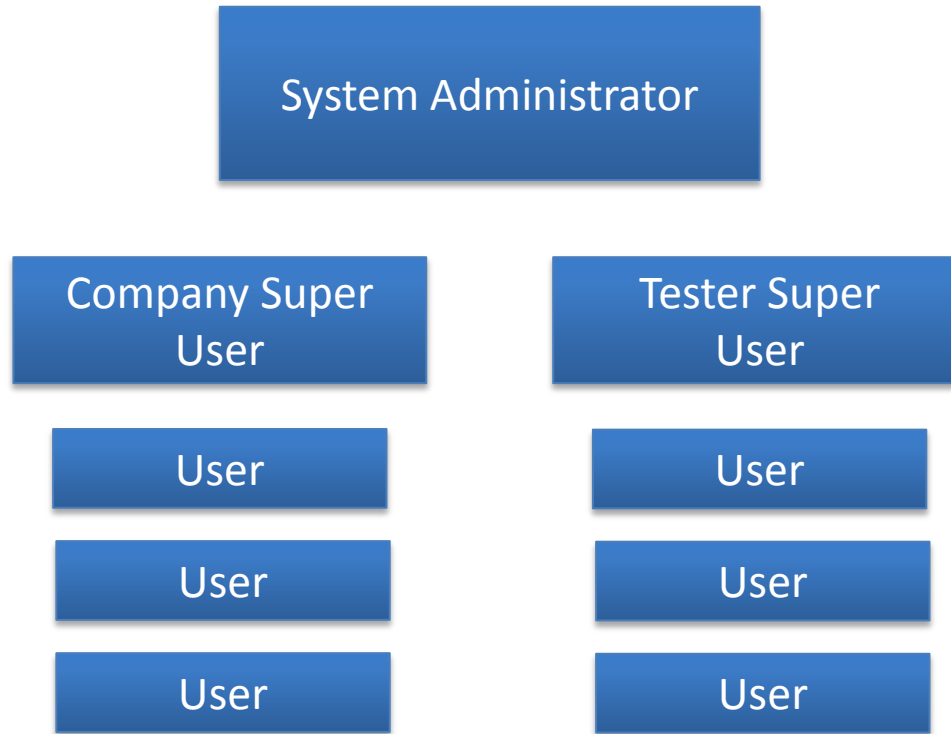 System Administrator
Company Super
User
Tester Super
User
User
User
User
User
User
User